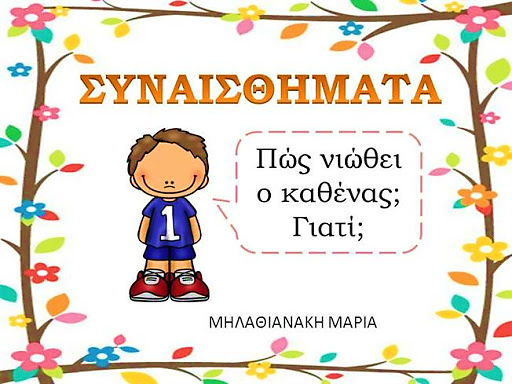 ΣΥΝΑΙΣΘΗΜΑΤΑ
Πώς νιώθει
ο καθένας;
Γιατί;
1
ΜΗΛΑΘΙΑΝΑΚΗ ΜΑΡΙΑ